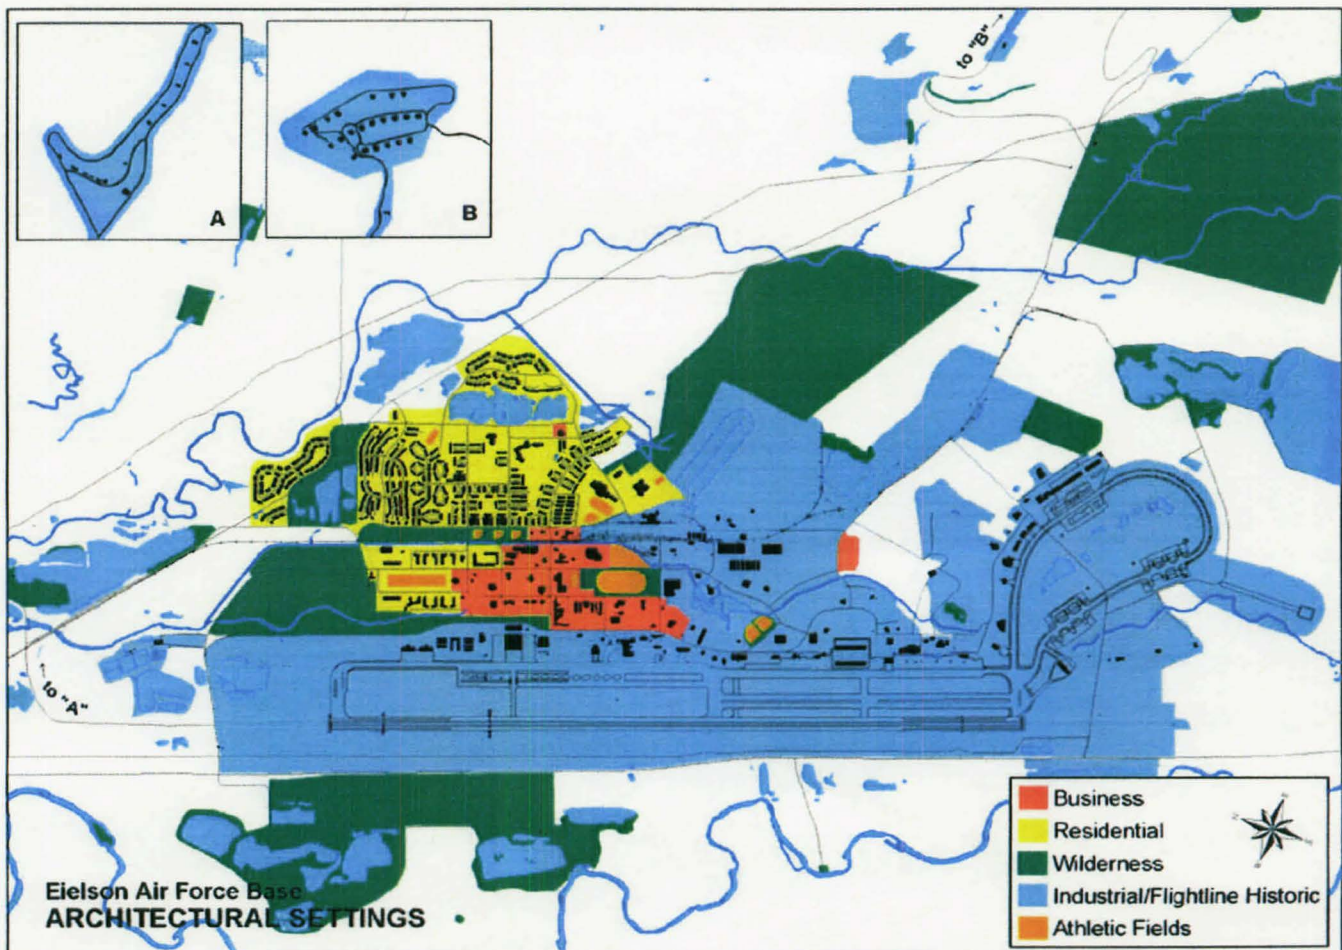 to "B"
A
B
to "A"
Business
Residential
Wilderness
Industrial/Flightline Historic
Athletic Fields
Eielson Air Force Base
ARCHITECTURAL SETTINGS